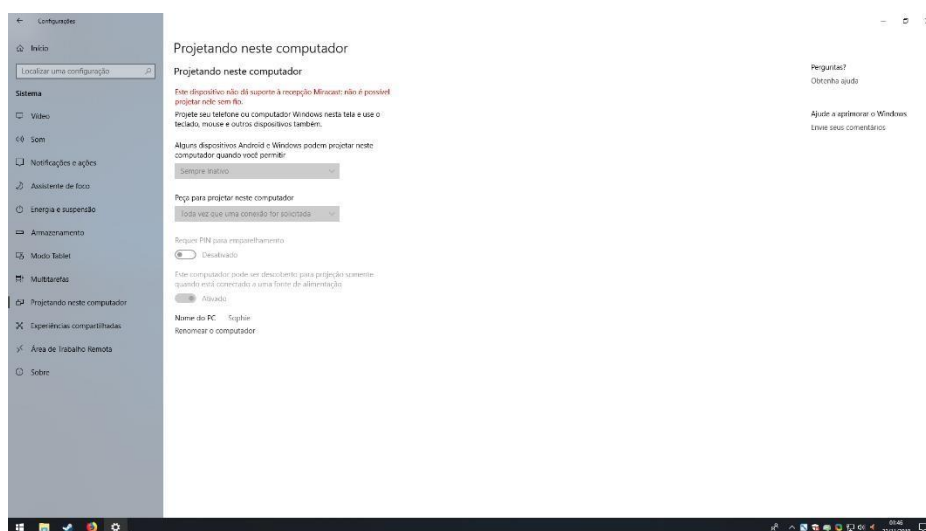 Configurações
Início
Localizar uma configuração
Sistema
Vídeo
Som
Notificações e ações
Assistente de foco
Energia e suspensão
Armazenamento
Modo Tablet
Multitarefas
Projetando neste computador
Experiências compartilhadas
Área de Trabalho Remota
Sobre
Projetando neste computador
Projetando neste computador
Este dispositivo não dá suporte à recepção Miracast: não é possível
projetar nele sem fio.
Projete seu telefone ou computador Windows nesta tela e use o
teclado, mouse e outros dispositivos também.
Alguns dispositivos Android e Windows podem projetar neste
computador quando você permitir
Sempre Inativo
Peça para projetar neste computador
Toda vez que uma conexão for solicitada
Requer PIN para emparelhamento
Desativado
Este computador pode ser descoberto para projeção somente
quando está conectado a uma fonte de alimentação
Ativado
Nome do PC Sophie
Renomear o computador
Perguntas?
Obtenha ajuda
Ajude a aprimorar o Windows
Envie seus comentários
01:46